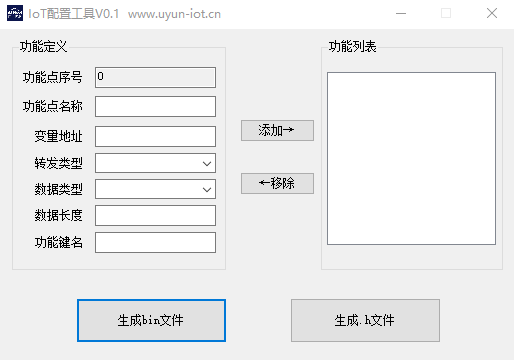 IoT配置工具V0.1 www.uyun-iot.cn
功能定义
功能点序号 0
功能点名称
变量地址
转发类型
数据类型
数据长度
功能键名
添加→
←移除
功能列表
生成bin文件
生成.h文件